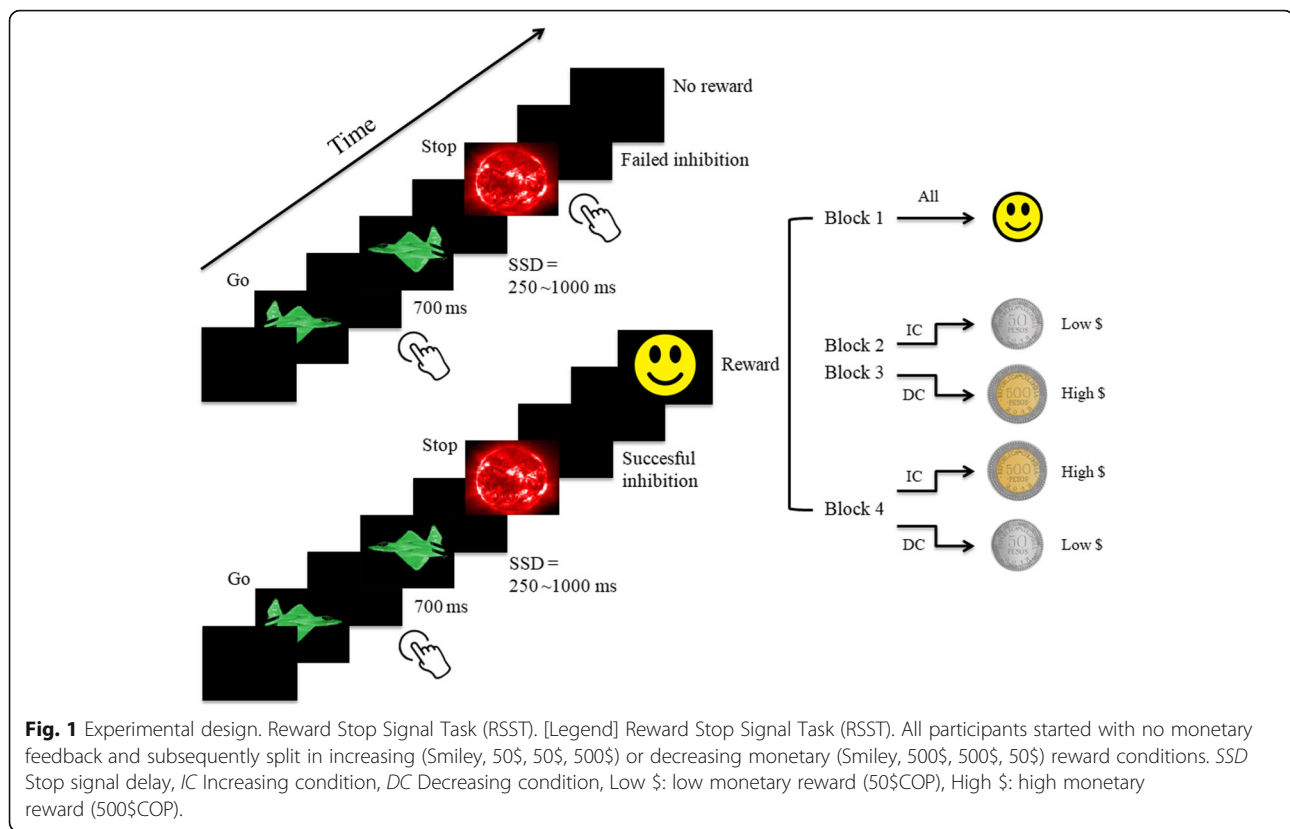 Time
No reward
Stop
Failed inhibition
SSD =
250~1000 ms
Go
700 ms
Reward
Stop
Succesful
inhibition
SSD =
250~1000 ms
Go
700 ms
Block 1
All
Block 2
IC
50
PESOS
Low $
Block 3
DC
500
PESOS
High $
Block 4
IC
500
PESOS
High $
DC
50
PESOS
Low $
Fig. 1 Experimental design. Reward Stop Signal Task (RSST). [Legend] Reward Stop Signal Task (RSST). All participants started with no monetary
feedback and subsequently split in increasing (Smiley, 50$, 50$, 500$) or decreasing monetary (Smiley, 500$, 500$, 50$) reward conditions. SSD
Stop signal delay, IC Increasing condition, DC Decreasing condition, Low $: low monetary reward (50$COP), High $: high monetary
reward (500$COP).